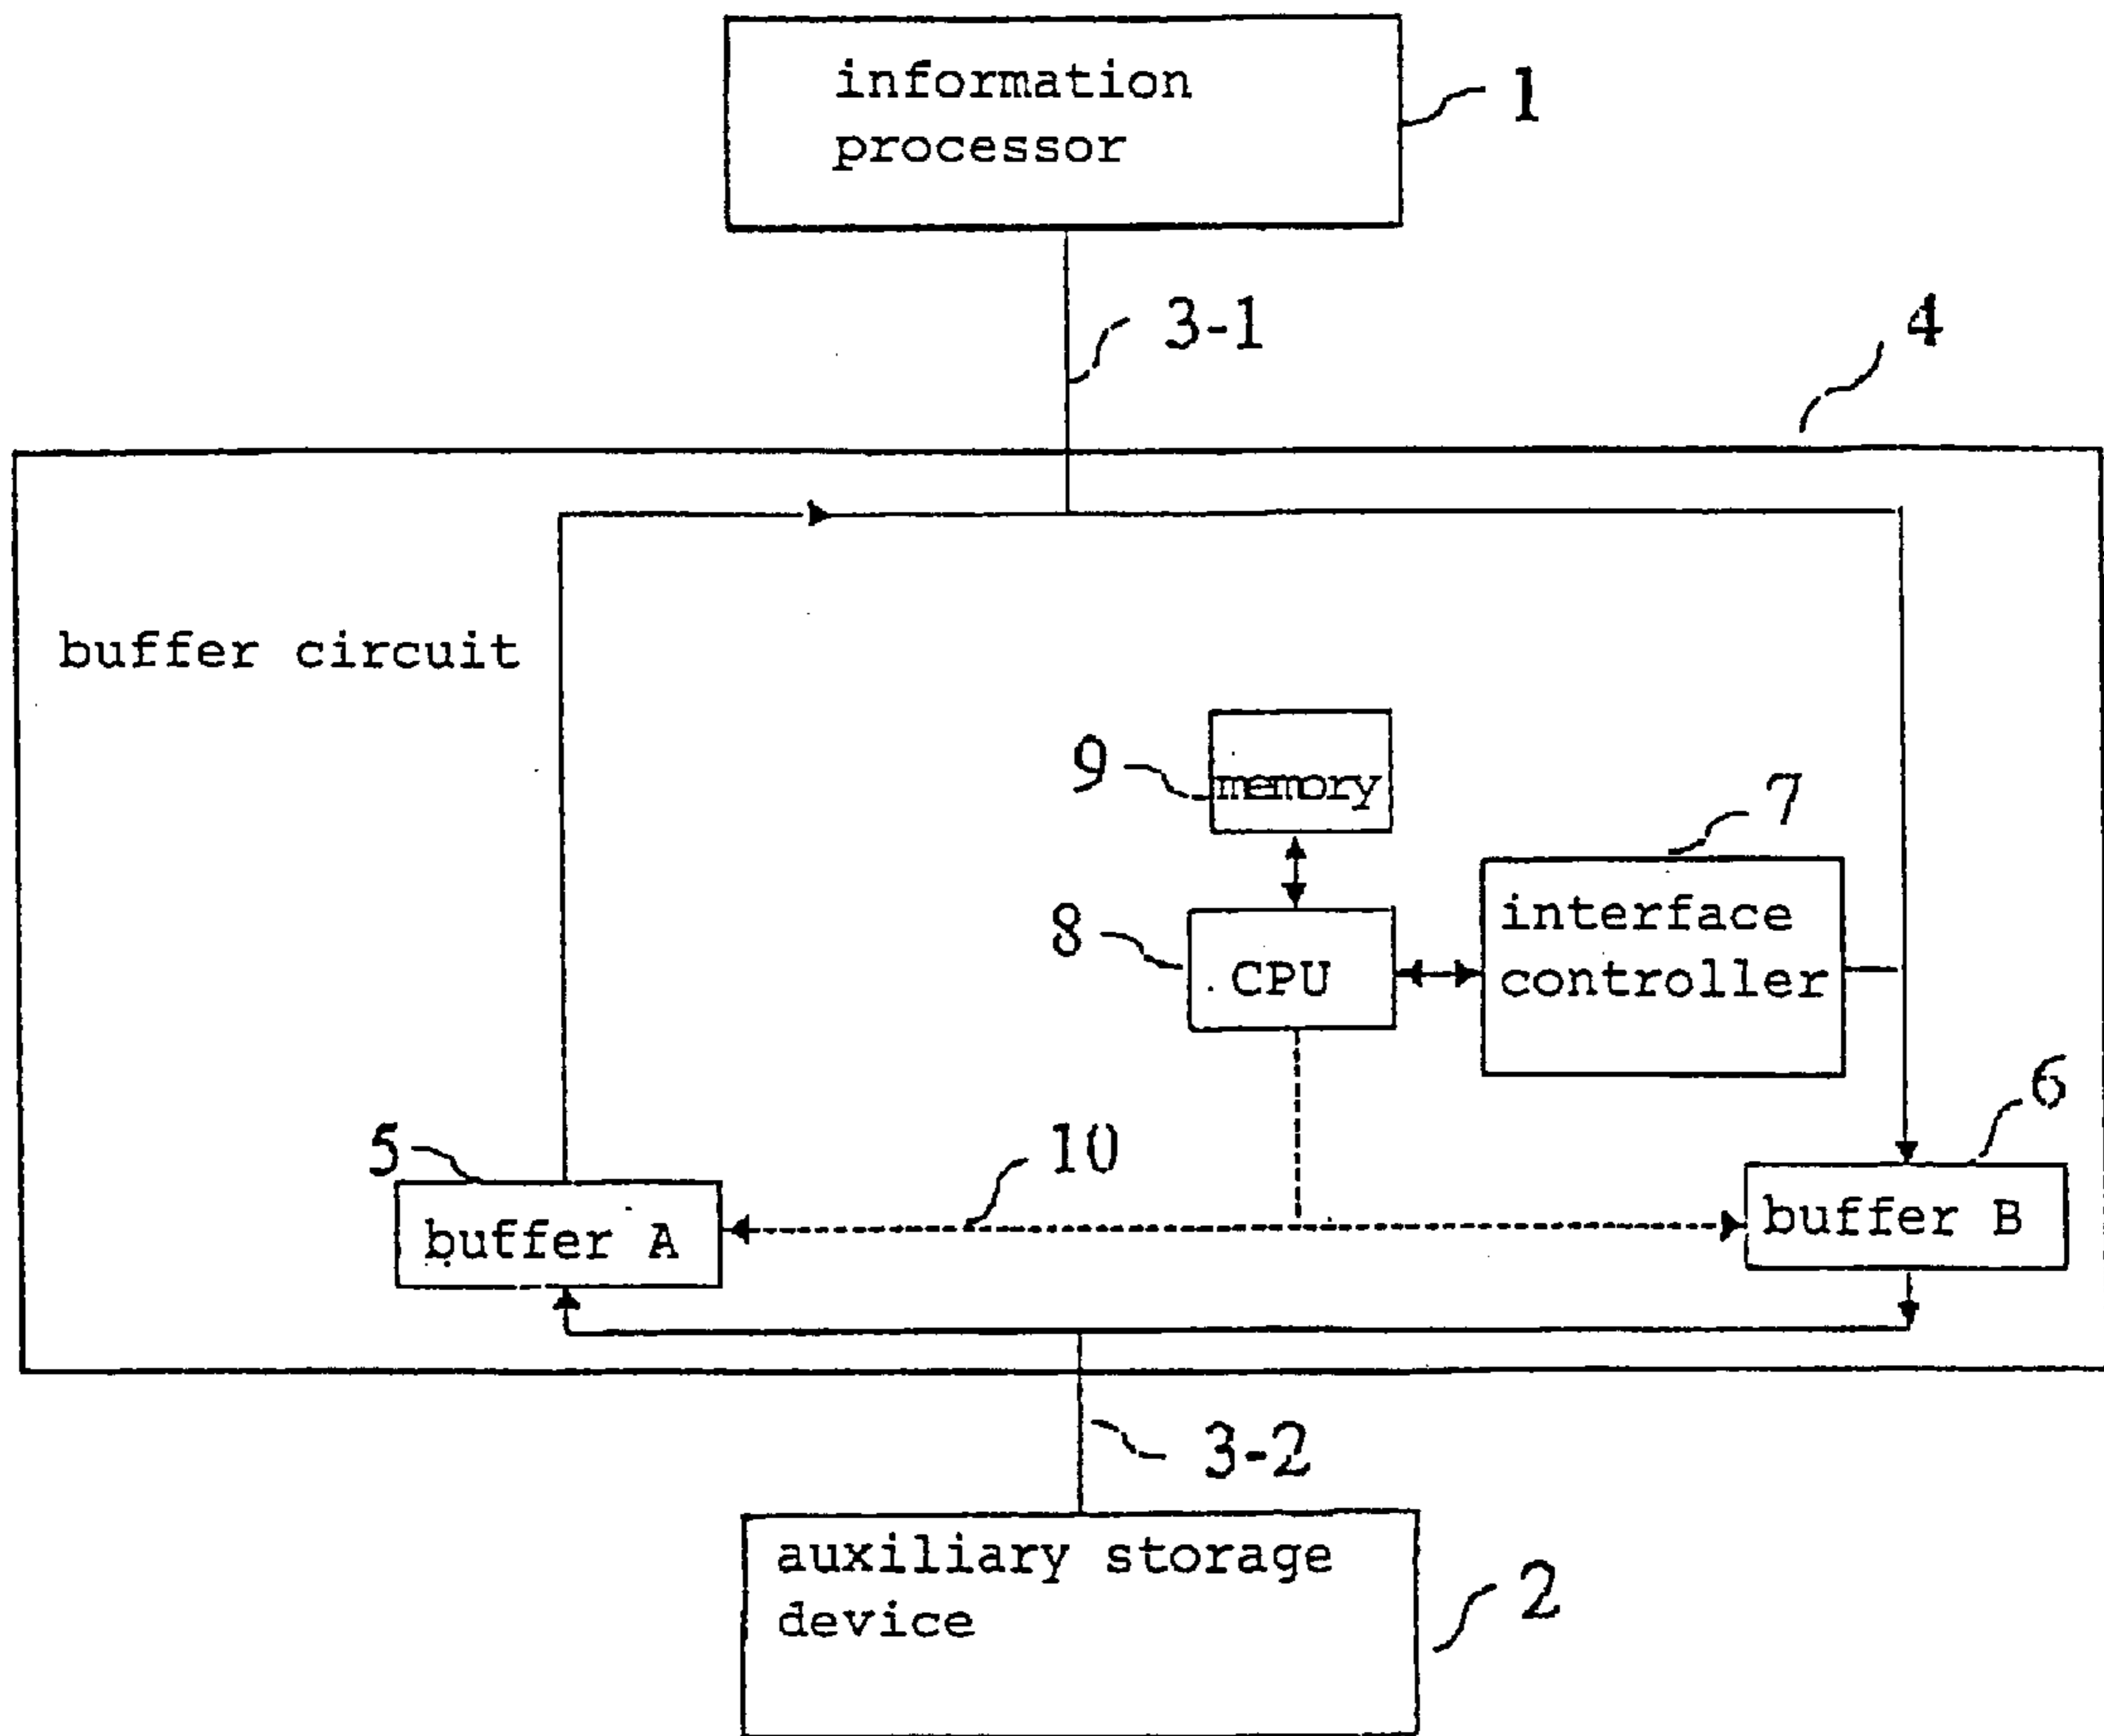 information
processor
1
3-1
4
buffer circuit
9
memory
7
8
CPU
interface
controller
5
10
6
buffer A
buffer B
3-2
auxiliary storage
device
2